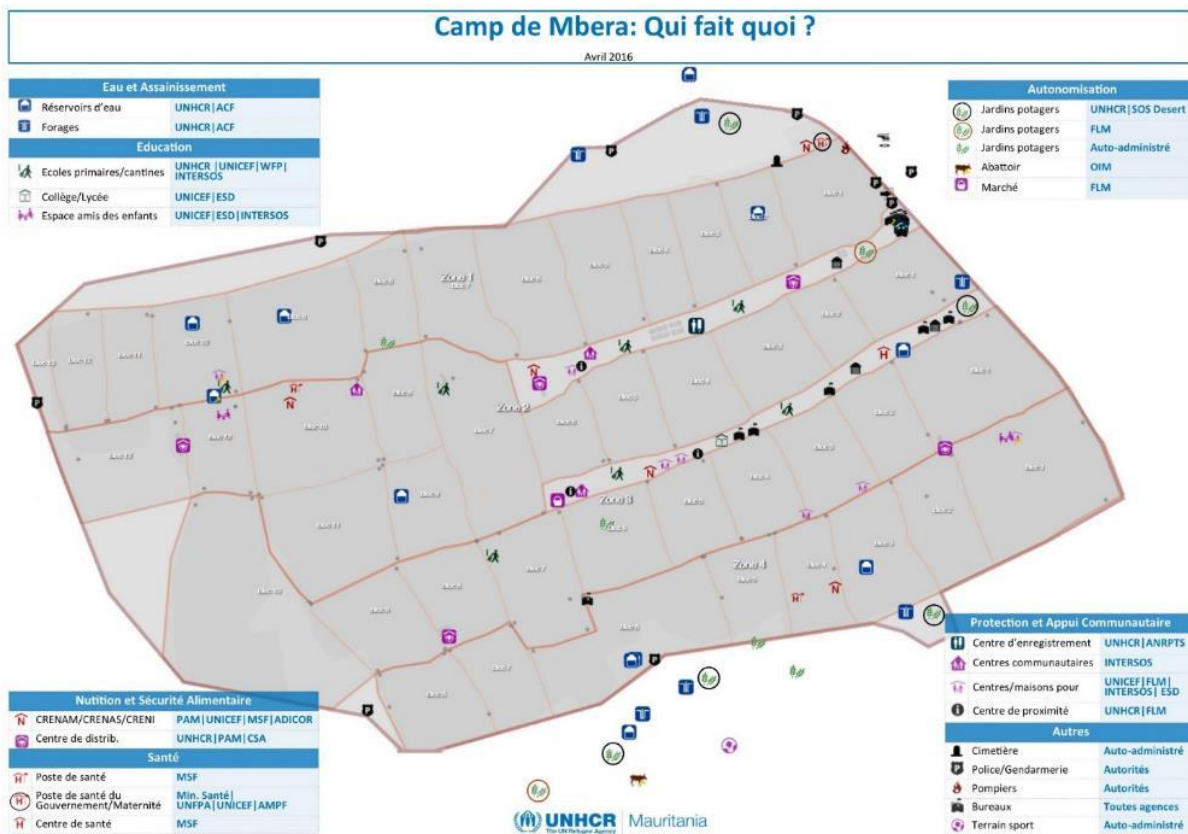 Camp de Mbera: Qui fait quoi ?
Avril 2016
Eau et Assainissement
Réservoirs d'eau UNHCR|ACF
Forages UNHCR|ACF
Education
Ecoles primaires/cantines UNHCR |UNICEF|WFP|
INTERSOS
Collège/Lycée UNICEF|ESD
Espace amis des enfants UNICEF|ESD|INTERSOS
Autonomisation
Jardins potagers UNHCR|SOS Desert
Jardins potagers FLM
Jardins potagers Auto-administré
Abattoir OIM
Marché FLM
Zone 1
Zone 2
Zone 3
Zone 4
Nutition et Sécurité Alimentaire
CRENAM/CRENAS/CRENI PAM|UNICEF|MSF|ADICOR
Centre de distrib. UNHCR|PAM|CSA
Santé
Poste de santé MSF
Poste de santé du
Gouvernement/Maternité
Min. Santé|
UNFPA|UNICEF|AMPF
Centre de santé MSF
Protection et Appui Communautaire
Centre d'enregistrement UNHCR|ANRPTS
Centres communautaires INTERSOS
Centres/maisons pour UNICEF|FLM|
INTERSOS| ESD
Centre de proximité UNHCR|FLM
Autres
Cimetière Auto-administré
Police/Gendarmerie Autorités
Pompiers Autorités
Bureaux Toutes agences
Terrain sport Auto-administré
UNHCR Mauritania
The UN Refugee Agency